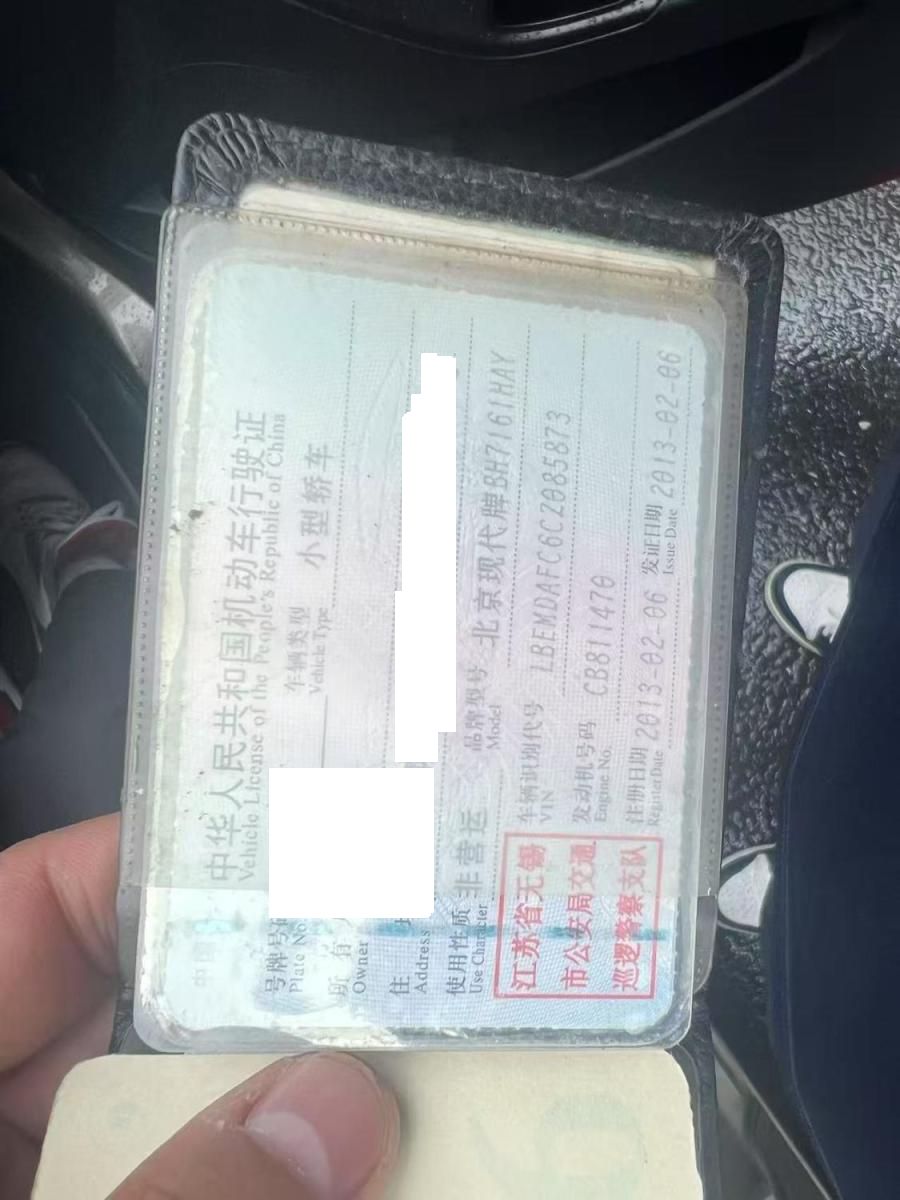 中华人民共和国机动车行驶证
Vehicle License of the People's Republic of China
号牌号
Plate No.
车辆类型 小型轿车
Vehicle Type
所有
Owner
住
Address
使用性质 非营运
Use Character
品牌型号 北京现代牌BH7161HAY
Model
车辆识别代号 LBEMDAFC6CZ085873
VIN
发动机号码 CB811470
Engine No.
注册日期 2013-02-06
Register Date
发证日期 2013-02-06
Issue Date
江苏省无锡
市公安局交通
巡逻警察支队